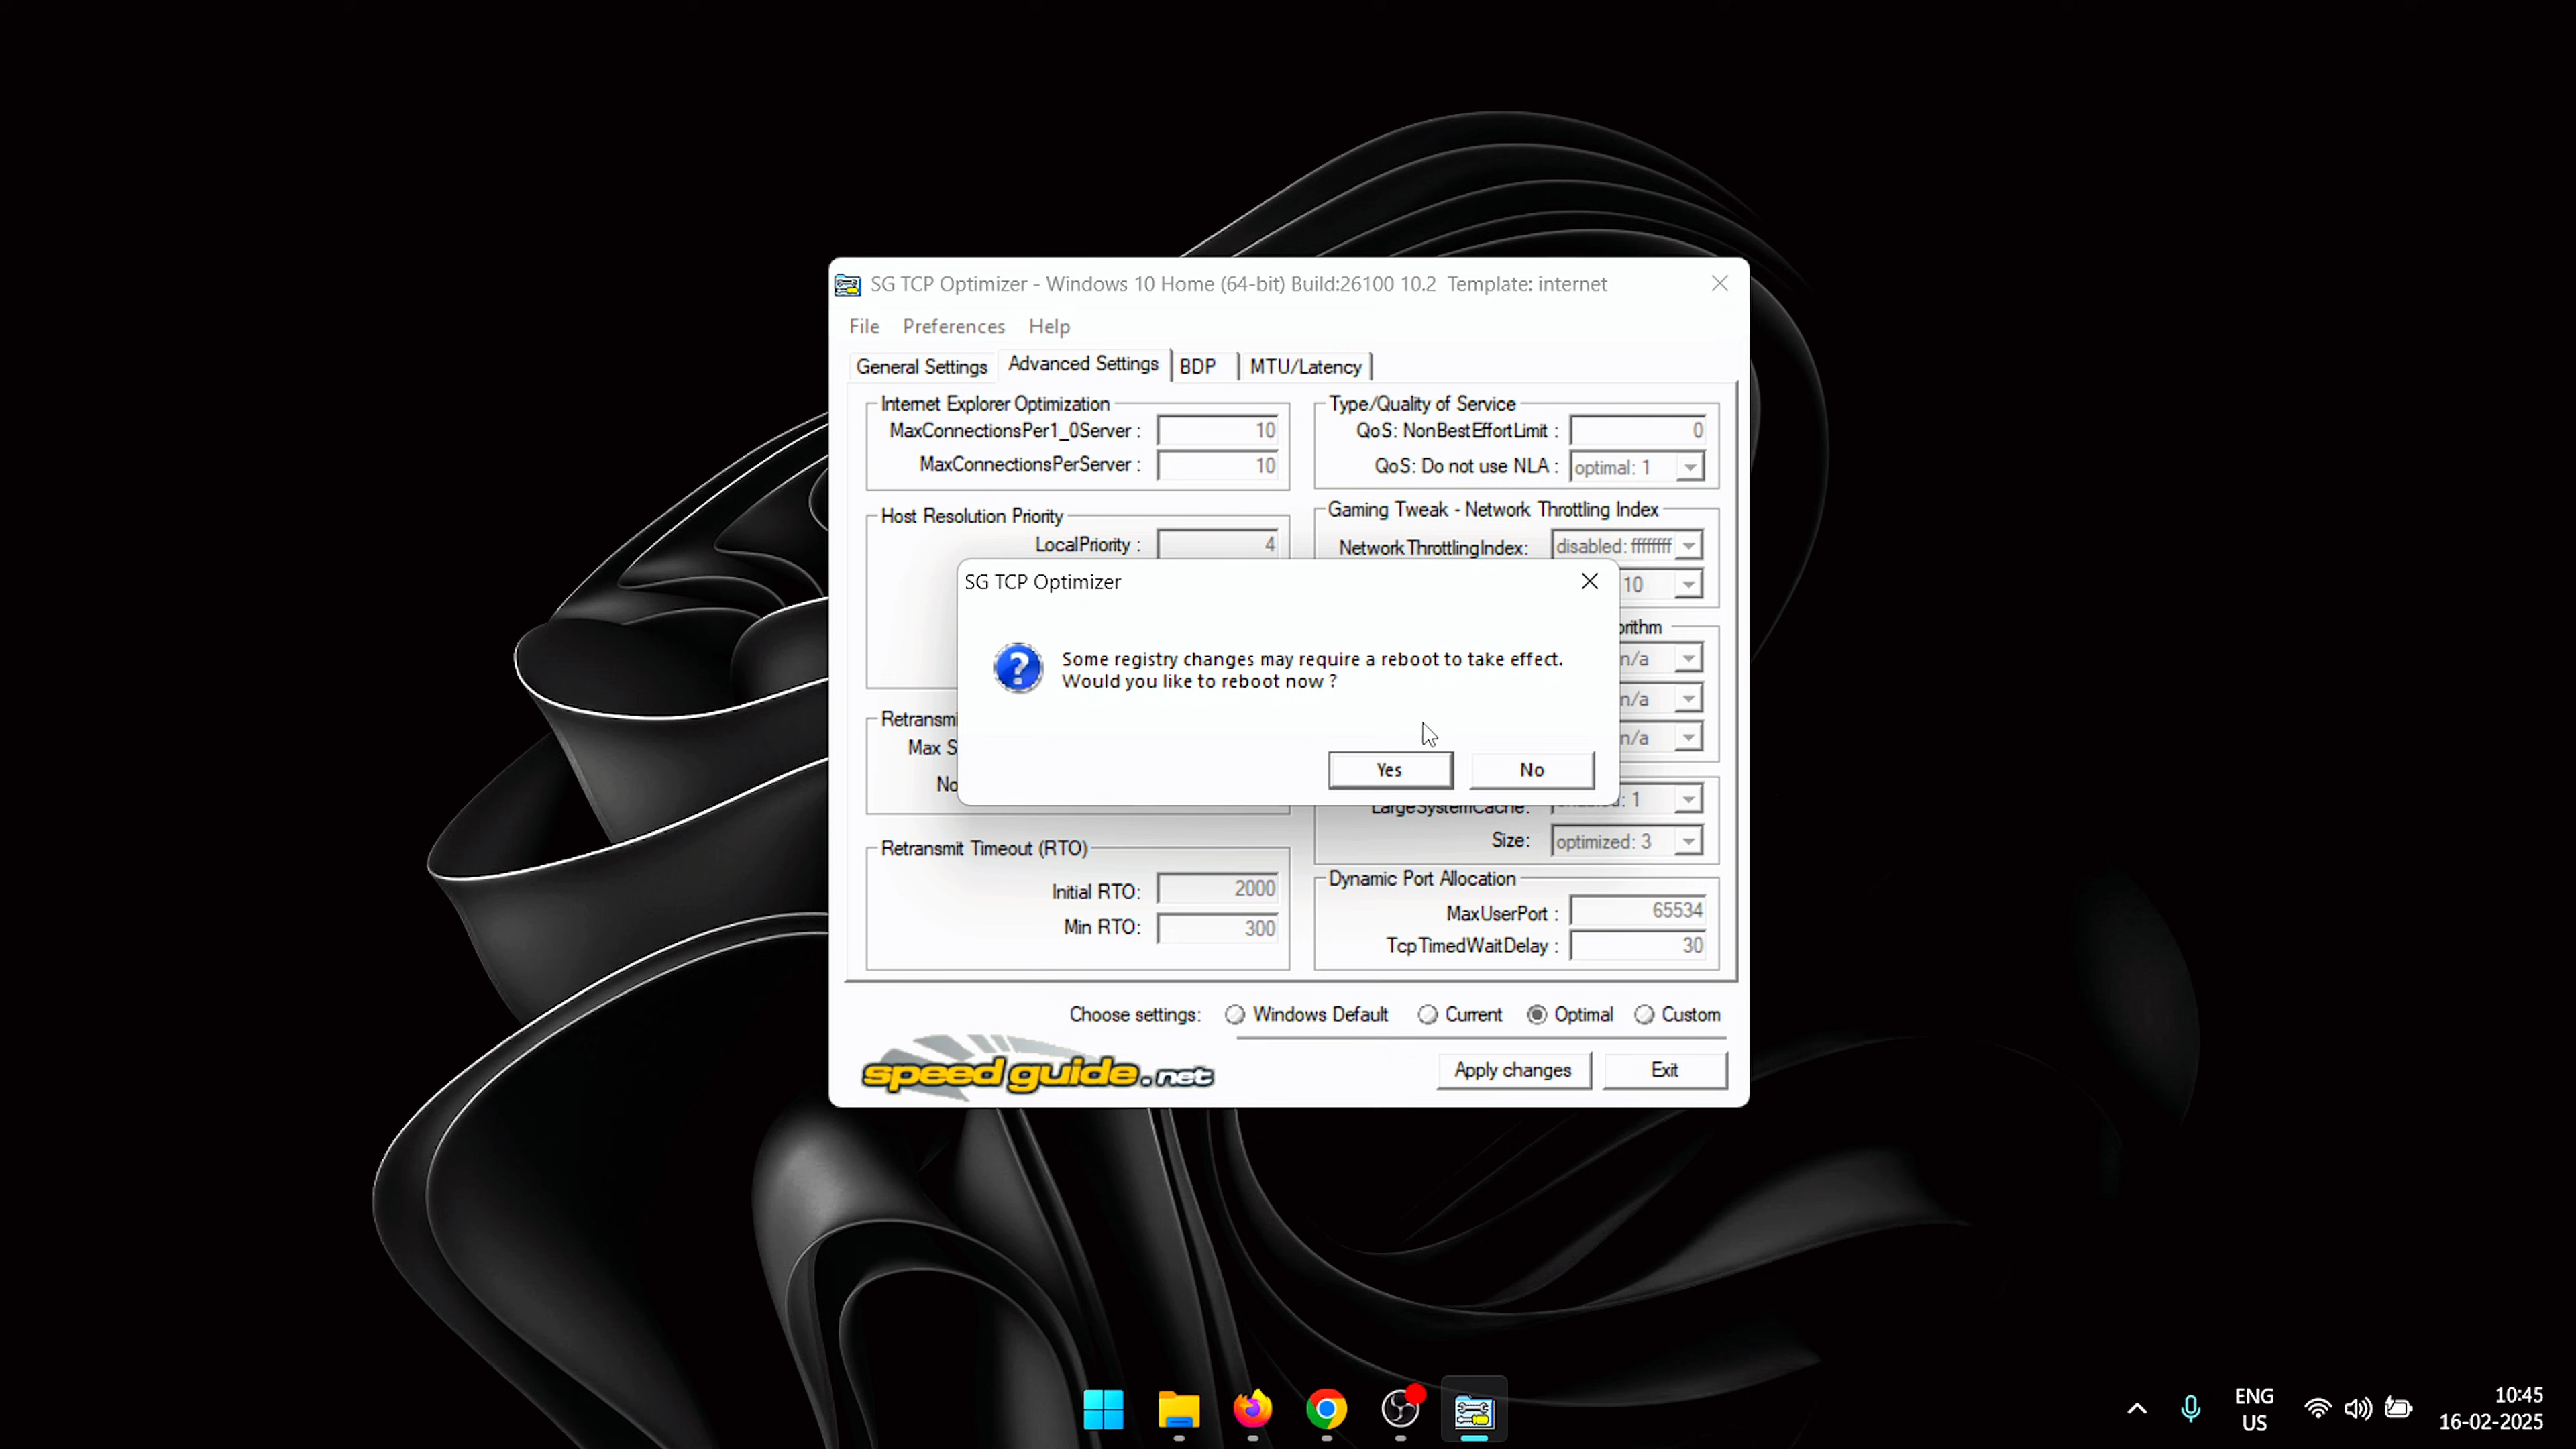 SG TCP Optimizer - Windows 10 Home (64-bit) Build:26100 10.2 Template: internet
File Preferences Help
General Settings Advanced Settings BDP MTU/Latency
Internet Explorer Optimization
MaxConnectionsPer1_0Server : 10
MaxConnectionsPerServer : 10
Type/Quality of Service
QoS: NonBestEffortLimit : 0
QoS: Do not use NLA : optimal: 1
Host Resolution Priority
LocalPriority : 4
Gaming Tweak - Network Throttling Index
NetworkThrottlingIndex: disabled: ffffffff
10
SG TCP Optimizer
Some registry changes may require a reboot to take effect.
Would you like to reboot now ?
Yes No
n/a
n/a
n/a
Max S
LargeSystemCache: 1
Size: optimized: 3
Retransmit Timeout (RTO)
Initial RTO: 2000
Min RTO: 300
Dynamic Port Allocation
MaxUserPort : 65534
TcpTimedWaitDelay : 30
Choose settings: Windows Default Current Optimal Custom
speedguide.net
Apply changes Exit
ENG
US
10:45
16-02-2025